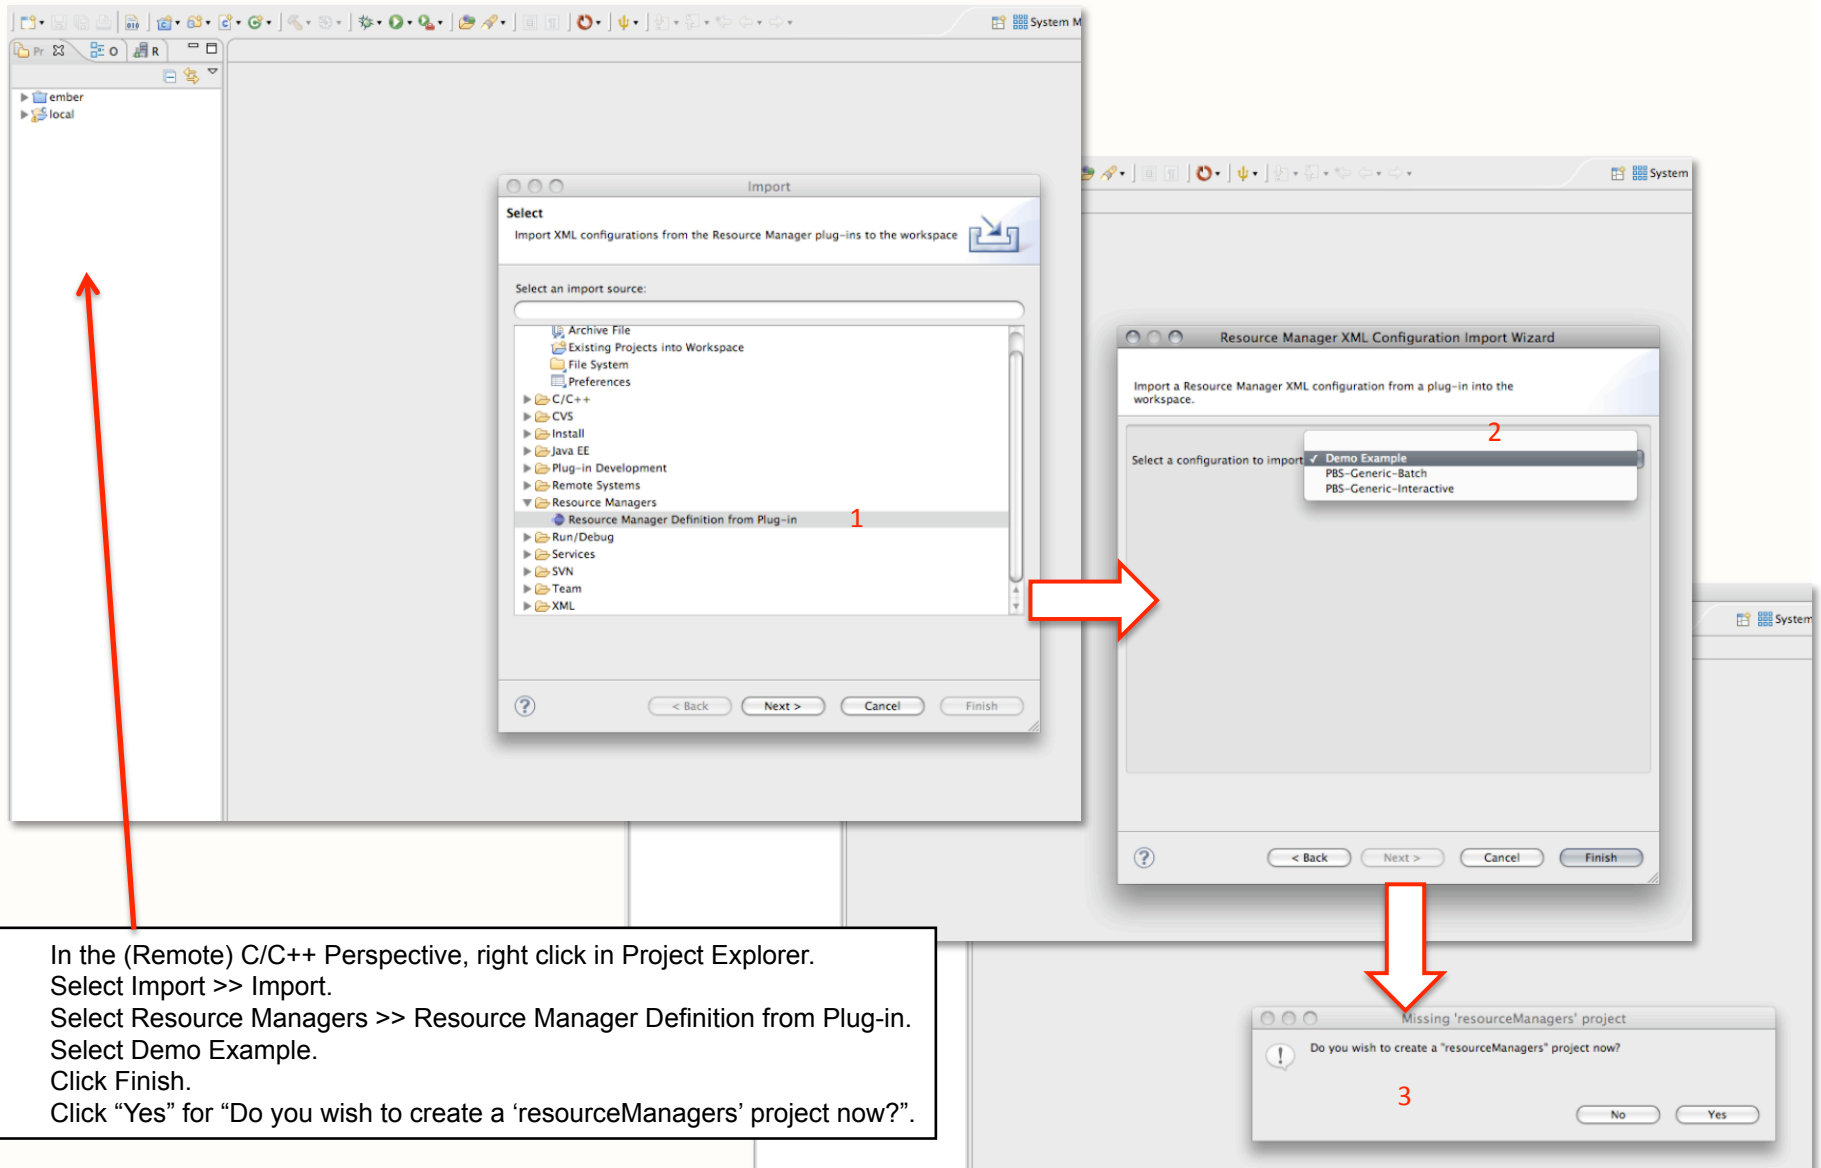 System M
Pr
O
R
ember
local
Import
Select
Import XML configurations from the Resource Manager plug-ins to the workspace
Select an import source:
Archive File
Existing Projects into Workspace
File System
Preferences
C/C++
CVS
Install
Java EE
Plug-in Development
Remote Systems
Resource Managers
Resource Manager Definition from Plug-in
1
Run/Debug
Services
SVN
Team
XML
?
< Back
Next >
Cancel
Finish
System
Resource Manager XML Configuration Import Wizard
Import a Resource Manager XML configuration from a plug-in into the
workspace.
2
Select a configuration to import
✓ Demo Example
PBS-Generic-Batch
PBS-Generic-Interactive
?
< Back
Next >
Cancel
Finish
System
Missing 'resourceManagers' project
Do you wish to create a "resourceManagers" project now?
3
No
Yes
In the (Remote) C/C++ Perspective, right click in Project Explorer.
Select Import >> Import.
Select Resource Managers >> Resource Manager Definition from Plug-in.
Select Demo Example.
Click Finish.
Click “Yes” for “Do you wish to create a ‘resourceManagers’ project now?”.